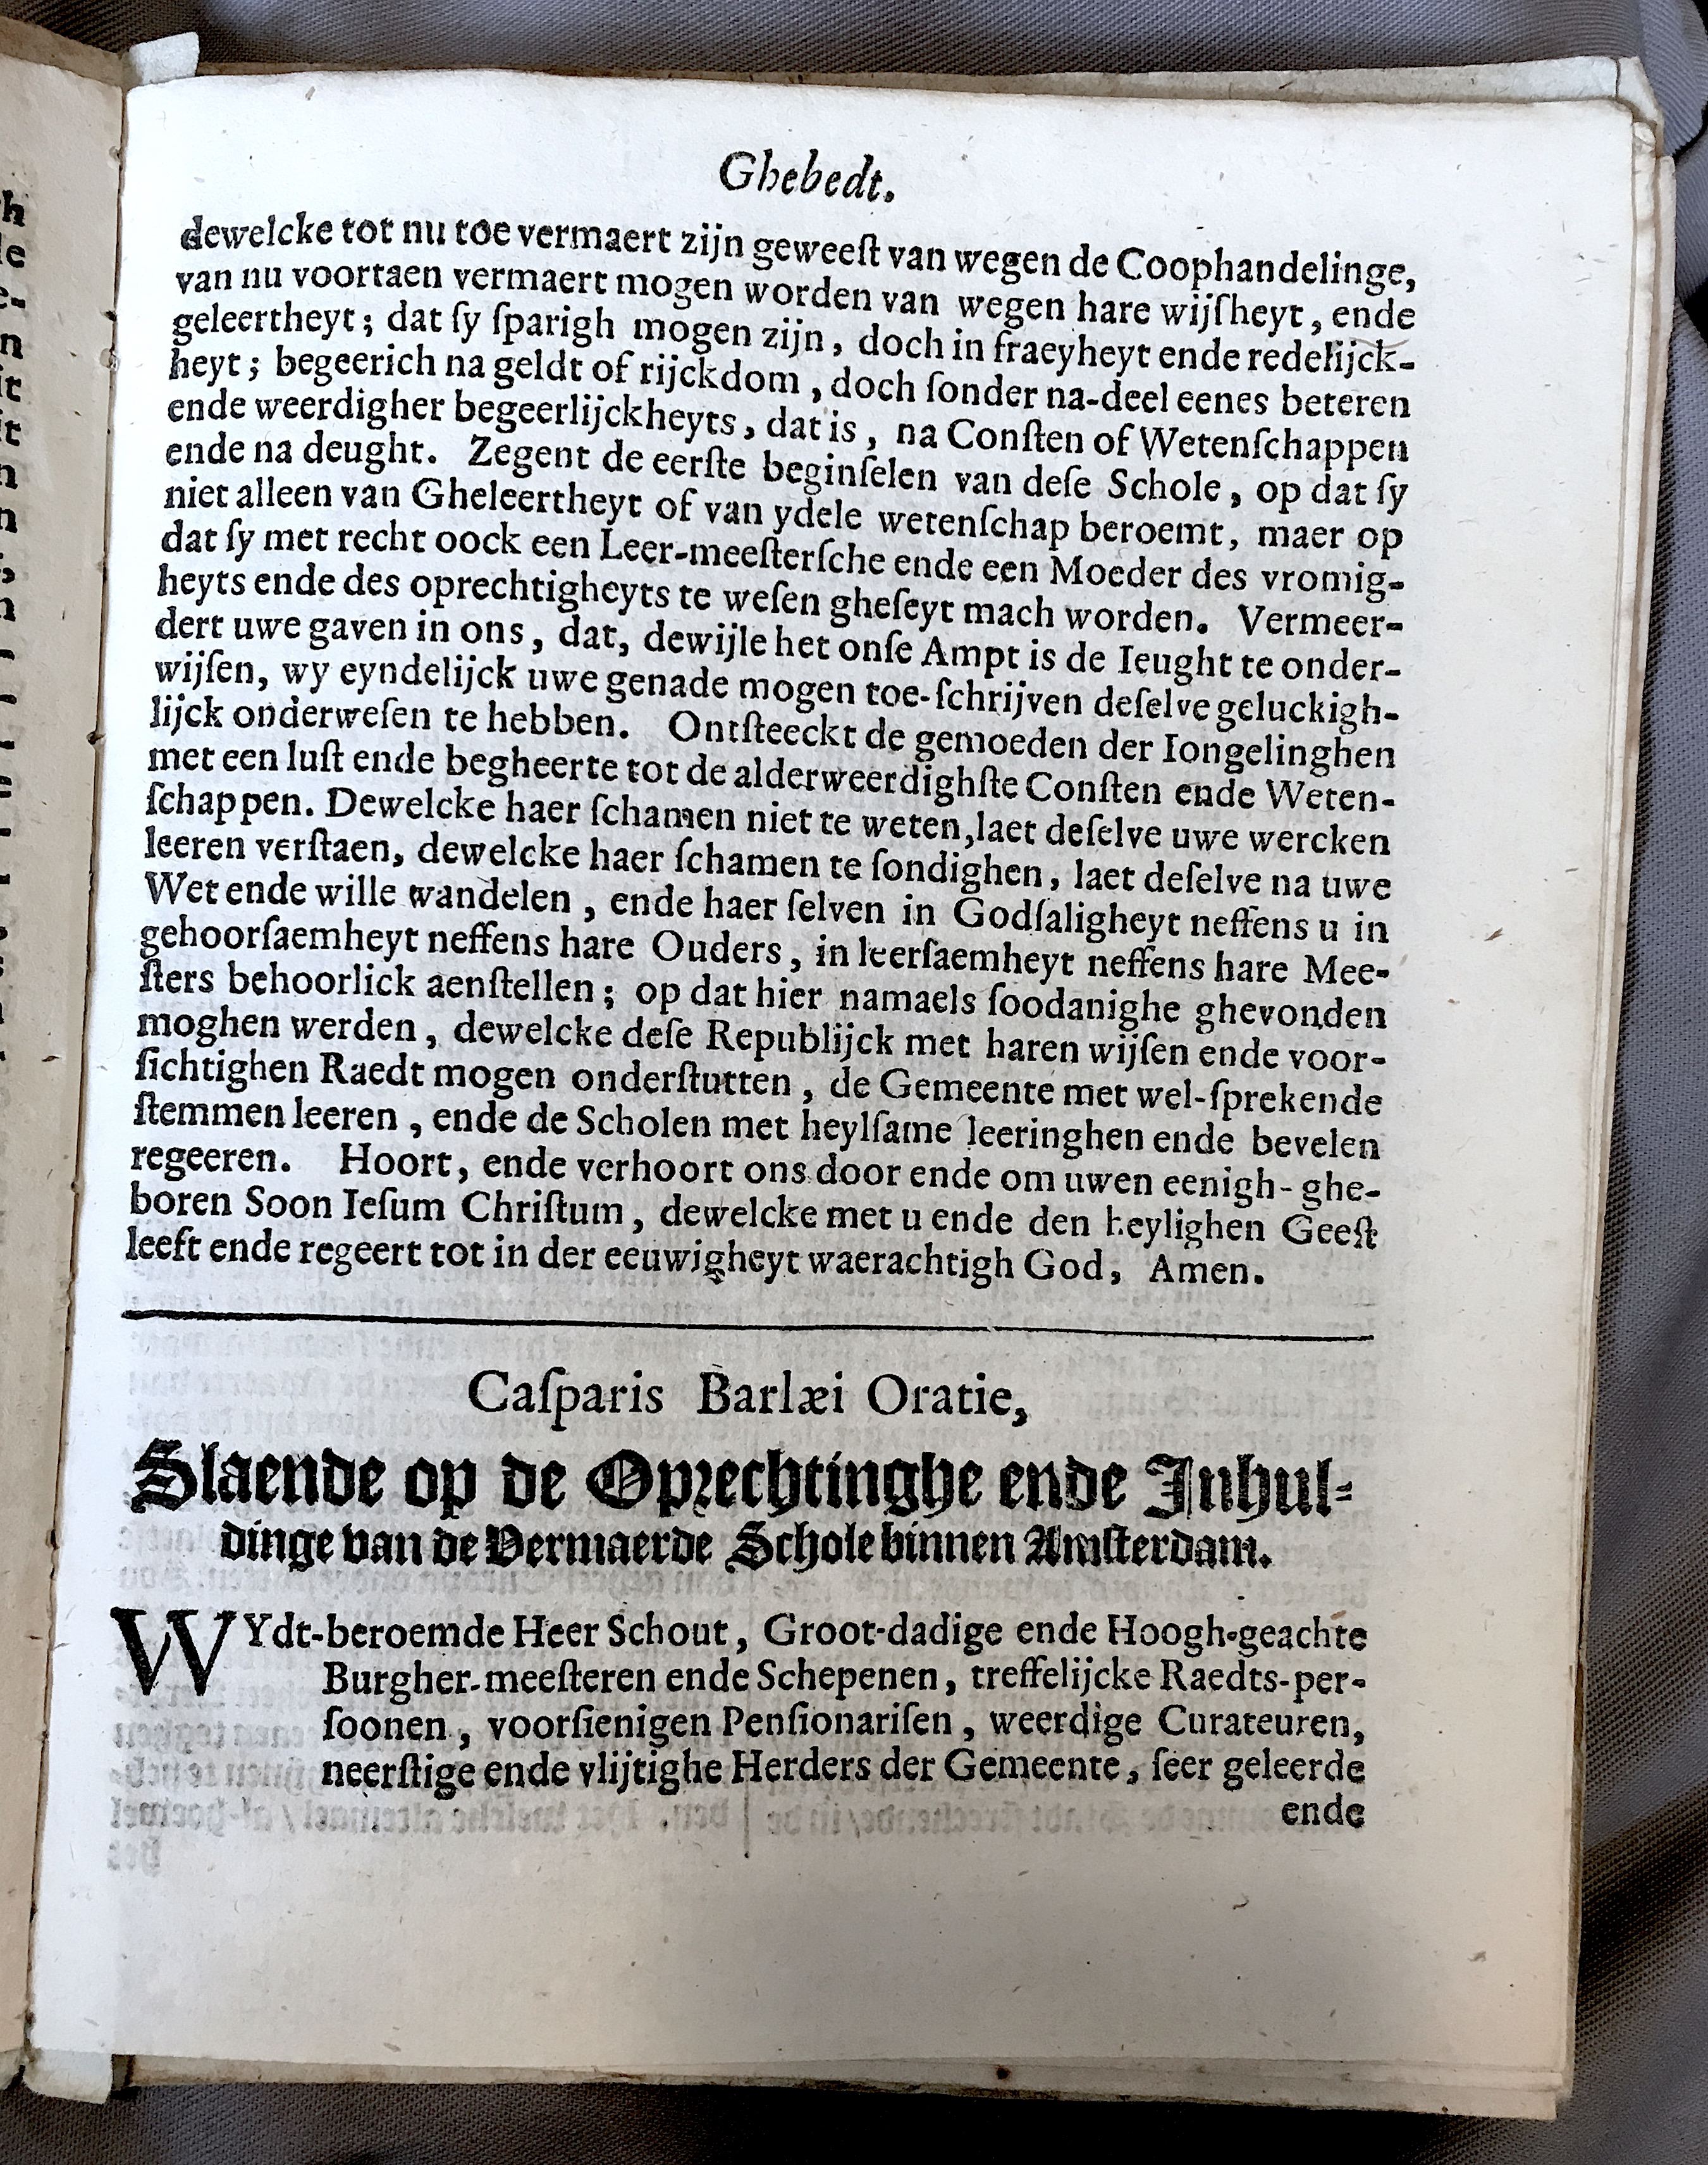 Ghebedt.
dewelcke tot nu toe vermaert zijn geweeſt van wegen de Coophandelinge,
van nu voortaen vermaert mogen worden van wegen hare wijſheyt, ende
geleertheyt; dat ſy ſparigh mogen zijn, doch in fraeyheyt ende redelijck-
heyt; begeerich na geldt of rijckdom, doch ſonder na-deel eenes beteren
ende weerdigher begeerlijckheyts, dat is, na Conſten of Wetenſchappen
ende na deught. Zegent de eerſte beginſelen van deſe Schole, op dat ſy
niet alleen van Gheleertheyt of van ydele wetenſchap beroemt, maer op
dat ſy met recht oock een Leer-meeſterſche ende een Moeder des vromig-
heyts ende des oprechtigheyts te weſen gheſeyt mach worden. Vermeer-
dert uwe gaven in ons, dat, dewijle het onſe Ampt is de Ieught te onder-
wijſen, wy eyndelijck uwe genade mogen toe-ſchrijven deſelve geluckigh-
lijck onderweſen te hebben. Ontſteeckt de gemoeden der Iongelinghen
met een luſt ende begheerte tot de alderweerdighſte Conſten ende Weten-
ſchappen. Dewelcke haer ſchamen niet te weten, laet deſelve uwe wercken
leeren verſtaen, dewelcke haer ſchamen te ſondighen, laet deſelve na uwe
Wet ende wille wandelen, ende haer ſelven in Godſaligheyt neffens u in
gehoorſaemheyt neffens hare Ouders, in leerſaemheyt neffens hare Mee-
ſters behoorlick aenſtellen; op dat hier namaels ſoodanighe ghevonden
moghen werden, dewelcke deſe Republijck met haren wijſen ende voor-
ſichtighen Raedt mogen onderſtutten, de Gemeente met wel-ſprekende
ſtemmen leeren, ende de Scholen met heylſame leeringhen ende bevelen
regeeren. Hoort, ende verhoort ons door ende om uwen eenigh-ghe-
boren Soon Ieſum Chriſtum, dewelcke met u ende den heylighen Geeſt
leeft ende regeert tot in der eeuwigheyt waerachtigh God, Amen.
Caſparis Barlæi Oratie,
Slaende op de Oprechtinghe ende Inhul-
dinge van de Vermaerde Schole binnen Amſterdam.
WYdt-beroemde Heer Schout, Groot-dadige ende Hoogh-geachte
Burgher-meeſteren ende Schepenen, treffelijcke Raedts-per-
ſoonen, voorſienigen Penſionariſen, weerdige Curateuren,
neerſtige ende vlijtighe Herders der Gemeente, ſeer geleerde
ende